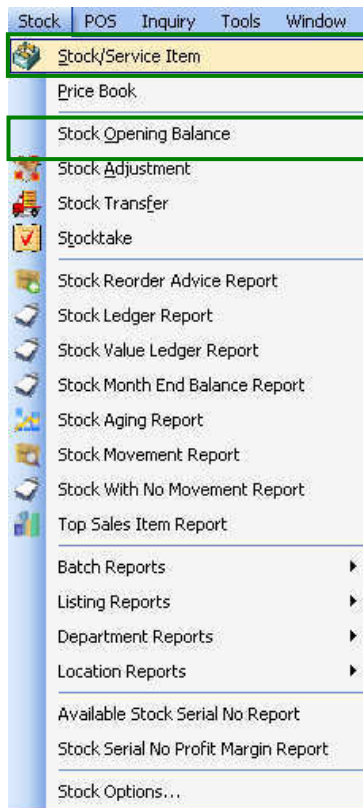 Stock POS Inquiry Tools Window
Stock/Service Item
Price Book
Stock Opening Balance
Stock Adjustment
Stock Transfer
Stocktake
Stock Reorder Advice Report
Stock Ledger Report
Stock Value Ledger Report
Stock Month End Balance Report
Stock Aging Report
Stock Movement Report
Stock With No Movement Report
Top Sales Item Report
Batch Reports
Listing Reports
Department Reports
Location Reports
Available Stock Serial No Report
Stock Serial No Profit Margin Report
Stock Options...